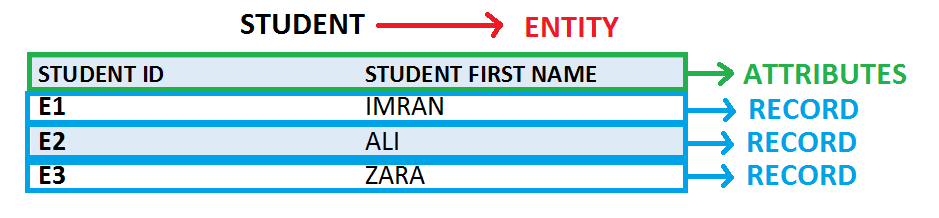 STUDENT ENTITY
STUDENT ID STUDENT FIRST NAME ATTRIBUTES
E1 IMRAN RECORD
E2 ALI RECORD
E3 ZARA RECORD